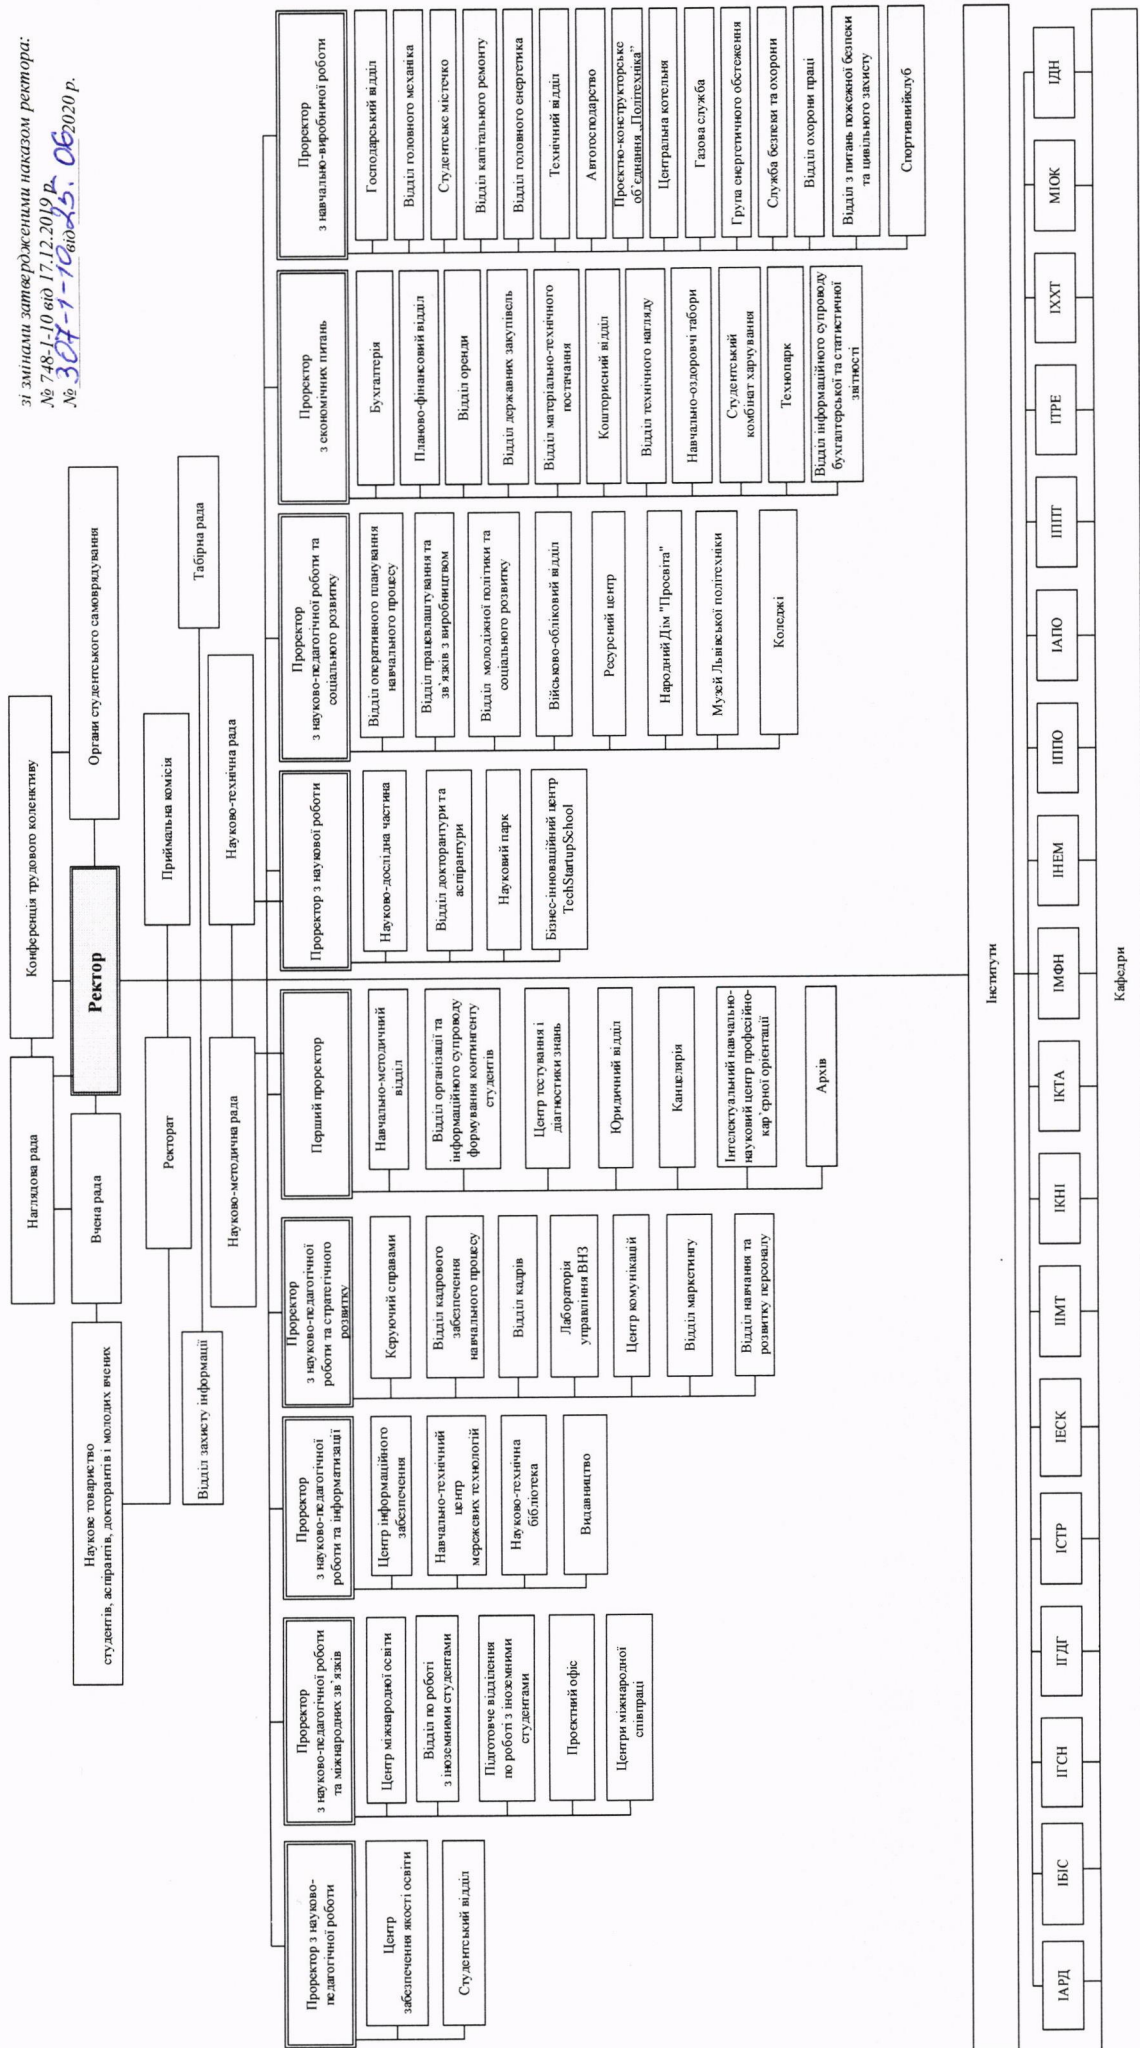 зі змінами затвердженими наказом ректора:
№ 748-1-10 від 17.12.2019 р.
№ 307-1-10 від 25. 06 2020 р.
Наглядова рада
Конференція трудового колективу
Наукове товариство
студентів, аспірантів, докторантів і молодих вчених
Вчена рада
Ректор
Органи студентського самоврядування
Ректорат
Приймальна комісія
Відділ захисту інформації
Табірна рада
Науково-методична рада
Науково-технічна рада
Проректор з науково-
педагогічної роботи
Центр
забезпечення якості освіти
Студентський відділ
Проректор
з науково-педагогічної роботи
та міжнародних зв'язків
Центр міжнародної освіти
Відділ по роботі
з іноземними студентами
Підготовче відділення
по роботі з іноземними
студентами
Проєктний офіс
Центри міжнародної
співпраці
Проректор
з науково-педагогічної
роботи та інформатизації
Центр інформаційного
забезпечення
Навчально-технічний
центр
мережевих технологій
Науково-технічна
бібліотека
Видавництво
Проректор
з науково-педагогічної
роботи та стратегічного
розвитку
Керуючий справами
Відділ кадрового
забезпечення
навчального процесу
Відділ кадрів
Лабораторія
управління ВНЗ
Центр комунікацій
Відділ маркетингу
Відділ навчання та
розвитку персоналу
Перший проректор
Навчально-методичний
відділ
Відділ організації та
інформаційного супроводу
формування контингенту
студентів
Центр тестування і
діагностики знань
Юридичний відділ
Канцелярія
Інтелектуальний навчально-
науковий центр професійно-
кар'єрної орієнтації
Архів
Проректор з наукової роботи
Науково-дослідна частина
Відділ докторантури та
аспірантури
Науковий парк
Бізнес-інноваційний центр
TechStartupSchool
Проректор
з науково-педагогічної роботи та
соціального розвитку
Відділ оперативного планування
навчального процесу
Відділ працевлаштування та
зв'язків з виробництвом
Відділ молодіжної політики та
соціального розвитку
Військово-обліковий відділ
Ресурсний центр
Народний Дім "Просвіта"
Музей Львівської політехніки
Коледжі
Проректор
з економічних питань
Бухгалтерія
Планово-фінансовий відділ
Відділ оренди
Відділ державних закупівель
Відділ матеріально-технічного
постачання
Кошторисний відділ
Відділ технічного нагляду
Навчально-оздоровчі табори
Студентський
комбінат харчування
Технопарк
Відділ інформаційного супроводу
бухгалтерської та статистичної
звітності
Проректор
з навчально-виробничої роботи
Господарський відділ
Відділ головного механіка
Студентське містечко
Відділ капітального ремонту
Відділ головного енергетика
Технічний відділ
Автогосподарство
Проєктно-конструкторське
об'єднання „Політехніка”
Центральна котельня
Газова служба
Група енергетичного обстеження
Служба безпеки та охорони
Відділ охорони праці
Відділ з питань пожежної безпеки
та цивільного захисту
Спортивнийклуб
Інститути
ІАРД
ІБІС
ІГСН
ІГДГ
ІСТР
ІЕСК
ІІМТ
ІКНІ
ІКТА
ІМФН
ІНЕМ
ІППО
ІАПО
ІППТ
ІТРЕ
ІХХТ
МІОК
ІДН
Кафедри